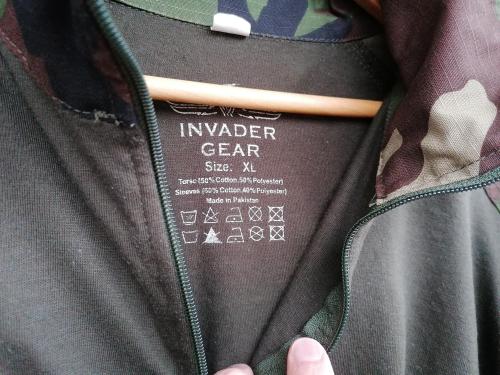 INVADER
GEAR
Size: XL
Torso (50% Cotton.50% Polyester)
Sleeves (60% Cotton.40% Polyester)
Made in Pakistan